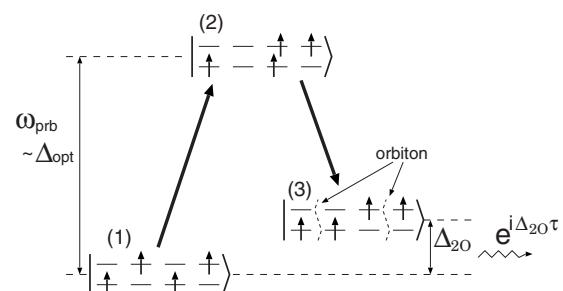 (2)
ω_prb
~Δ_opt
orbiton
(3)
(1)
Δ_2O
e^{iΔ_2O τ}